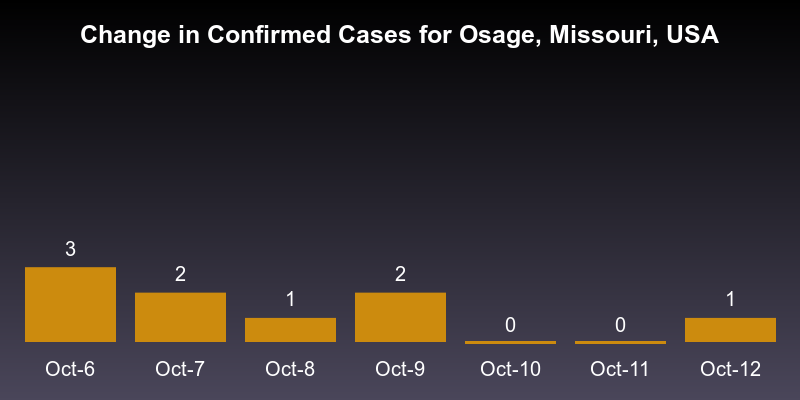 Change in Confirmed Cases for Osage, Missouri, USA
3
2
1
2
0
0
1
Oct-6
Oct-7
Oct-8
Oct-9
Oct-10
Oct-11
Oct-12